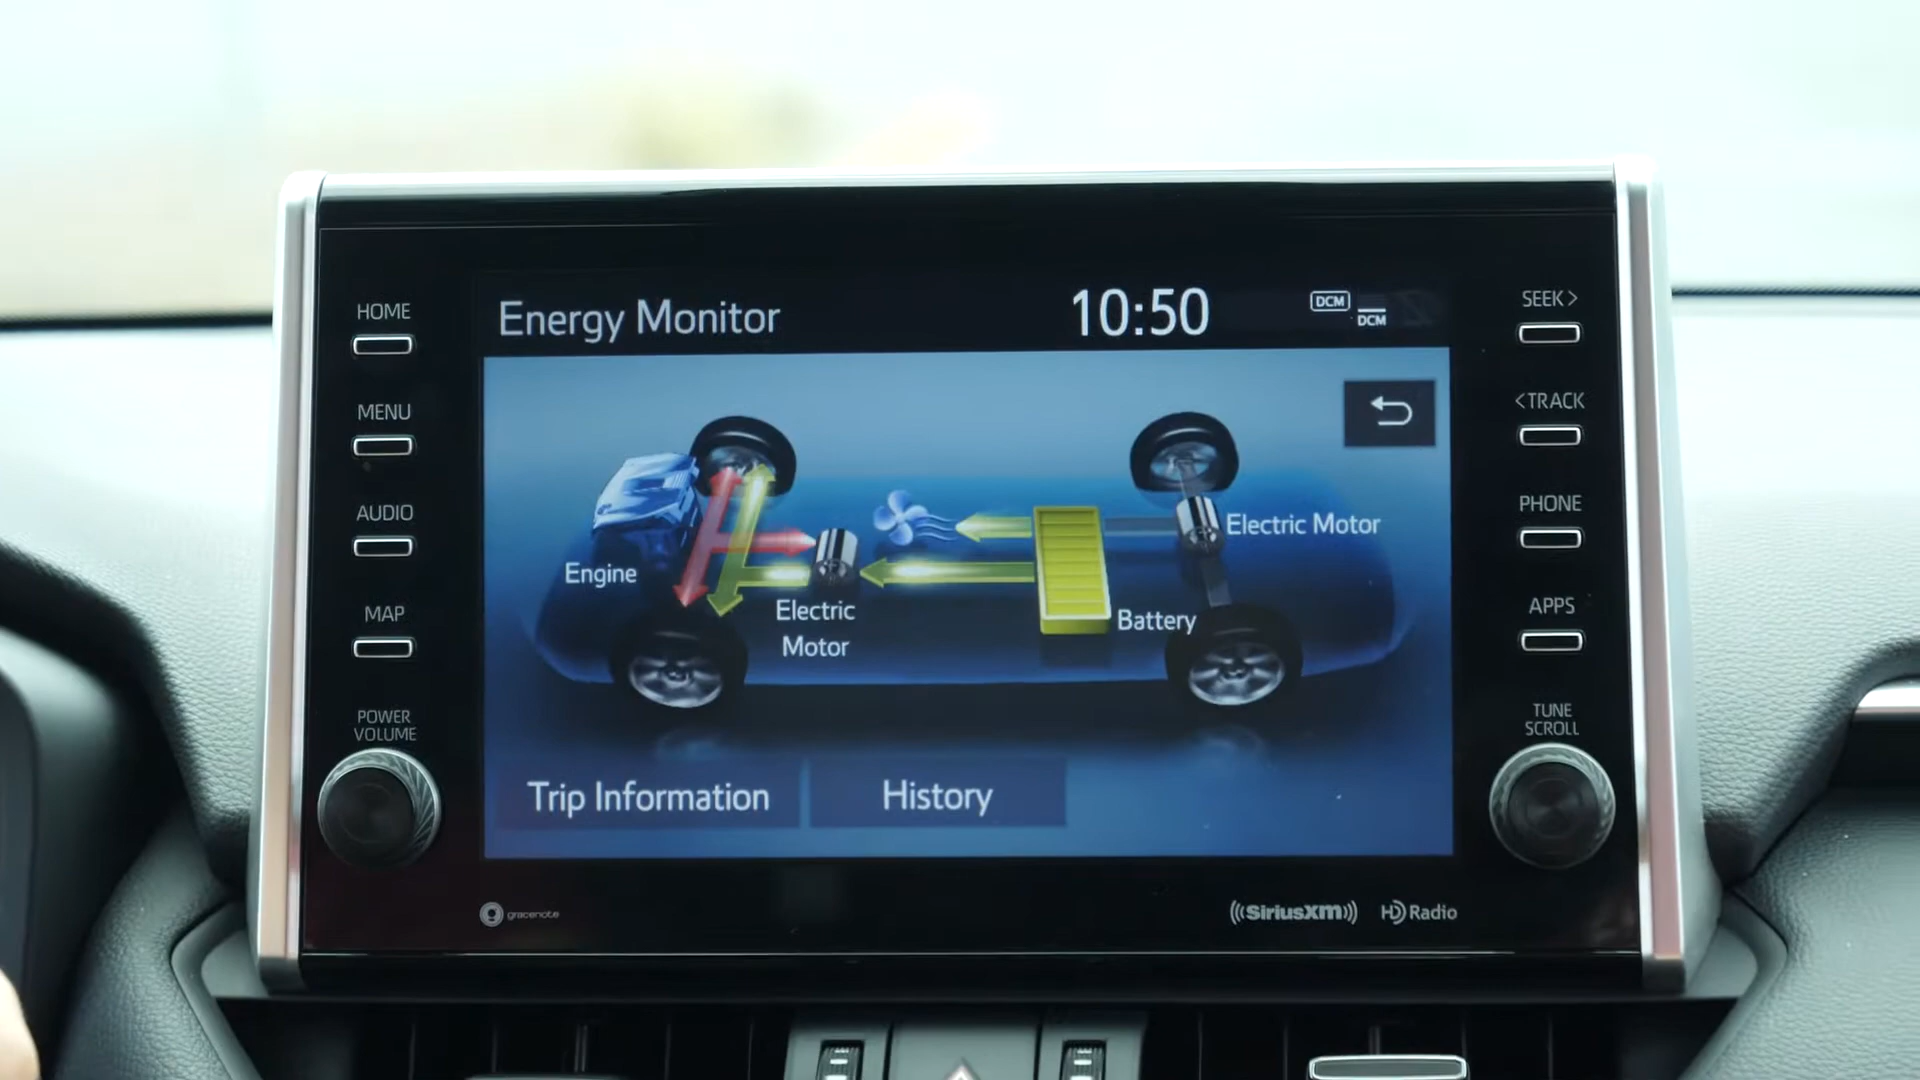 HOME
MENU
AUDIO
MAP
POWER
VOLUME
Energy Monitor
10:50
DCM
DCM
Engine
Electric
Motor
Battery
Electric Motor
Trip Information
History
SEEK >
< TRACK
PHONE
APPS
TUNE
SCROLL
gracenote
((SiriusXM))
HD Radio